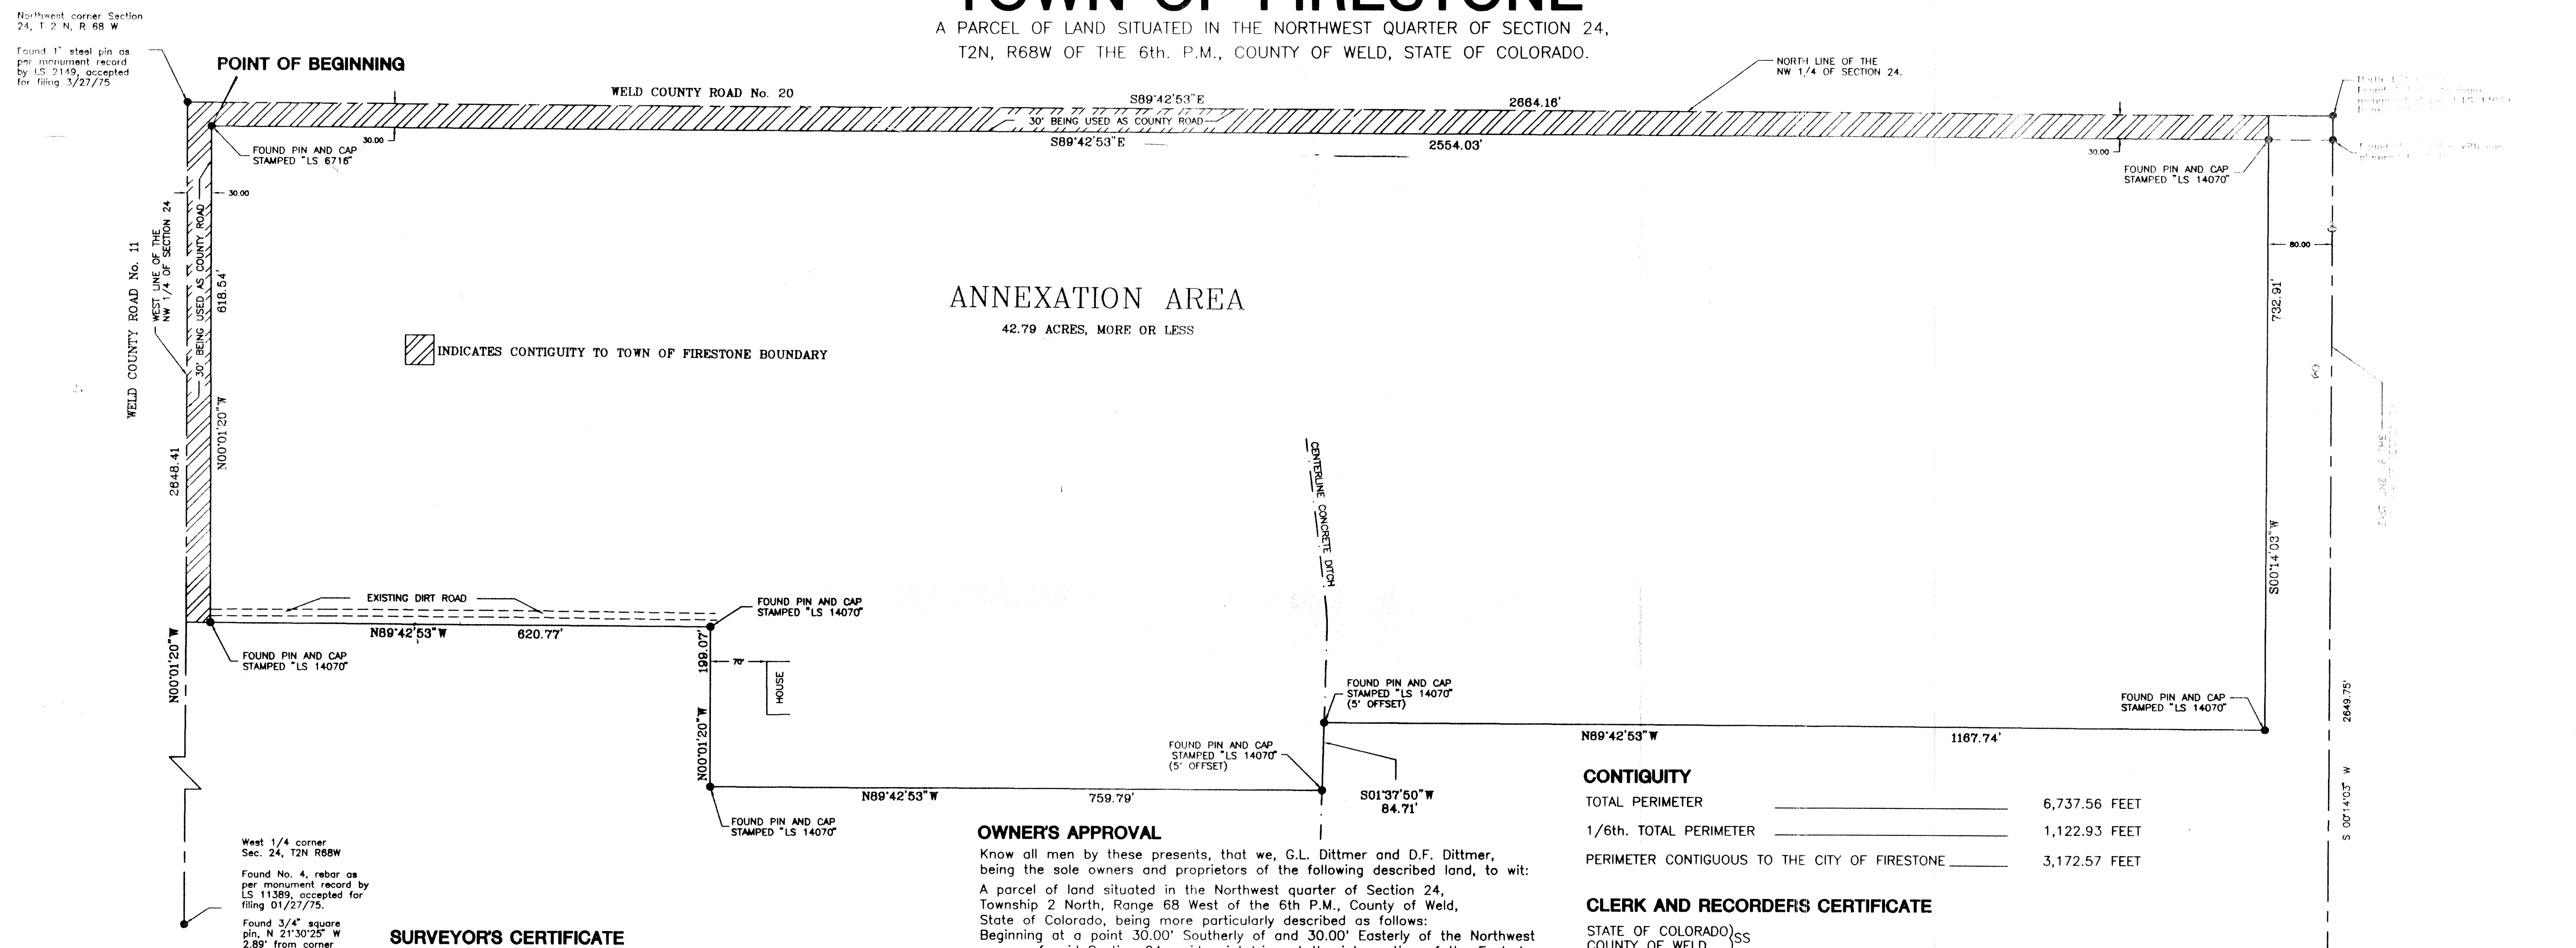 TOWN OF FIRESTONE
A PARCEL OF LAND SITUATED IN THE NORTHWEST QUARTER OF SECTION 24,
T2N, R68W OF THE 6th. P.M., COUNTY OF WELD, STATE OF COLORADO.
Northwest corner Section
24, T 2 N, R 68 W
Found 1" steel pin as
per monument record
by LS 2149, accepted
for filing 3/27/75
POINT OF BEGINNING
WELD COUNTY ROAD No. 20
S89°42'53"E
2664.16'
NORTH LINE OF THE
NW 1/4 OF SECTION 24.
30' BEING USED AS COUNTY ROAD
S89°42'53"E
2554.03'
30.00
30.00
FOUND PIN AND CAP
STAMPED "LS 6716"
FOUND PIN AND CAP
STAMPED "LS 14070"
30.00
80.00
WELD COUNTY ROAD No. 11
WEST LINE OF THE
NW 1/4 OF SECTION 24
30' BEING USED AS COUNTY ROAD
618.54'
N00°01'20"W
2648.41
ANNEXATION AREA
42.79 ACRES, MORE OR LESS
INDICATES CONTIGUITY TO TOWN OF FIRESTONE BOUNDARY
732.91'
S00°14'03"W
EAST LINE OF THE
CENTERLINE CONCRETE DITCH
EXISTING DIRT ROAD
N89°42'53"W
620.77'
FOUND PIN AND CAP
STAMPED "LS 14070"
FOUND PIN AND CAP
STAMPED "LS 14070"
N00°01'20"W
199.07'
70'
HOUSE
N00°01'20"W
FOUND PIN AND CAP
STAMPED "LS 14070"
(5' OFFSET)
FOUND PIN AND CAP
STAMPED "LS 14070"
N89°42'53"W
1167.74'
FOUND PIN AND CAP
STAMPED "LS 14070"
(5' OFFSET)
S01°37'50"W
84.71'
N89°42'53"W
759.79'
FOUND PIN AND CAP
STAMPED "LS 14070"
2649.75'
S 00°14'03" W
CONTIGUITY
TOTAL PERIMETER 6,737.56 FEET
1/6th. TOTAL PERIMETER 1,122.93 FEET
PERIMETER CONTIGUOUS TO THE CITY OF FIRESTONE 3,172.57 FEET
West 1/4 corner
Sec. 24, T2N R68W
Found No. 4, rebar as
per monument record by
LS 11389, accepted for
filing 01/27/75.
Found 3/4" square
pin, N 21°30'25" W
2.89' from corner
SURVEYOR'S CERTIFICATE
OWNER'S APPROVAL
Know all men by these presents, that we, G.L. Dittmer and D.F. Dittmer,
being the sole owners and proprietors of the following described land, to wit:
A parcel of land situated in the Northwest quarter of Section 24,
Township 2 North, Range 68 West of the 6th P.M., County of Weld,
State of Colorado, being more particularly described as follows:
Beginning at a point 30.00' Southerly of and 30.00' Easterly of the Northwest
CLERK AND RECORDERS CERTIFICATE
STATE OF COLORADO)
SS
COUNTY OF WELD )